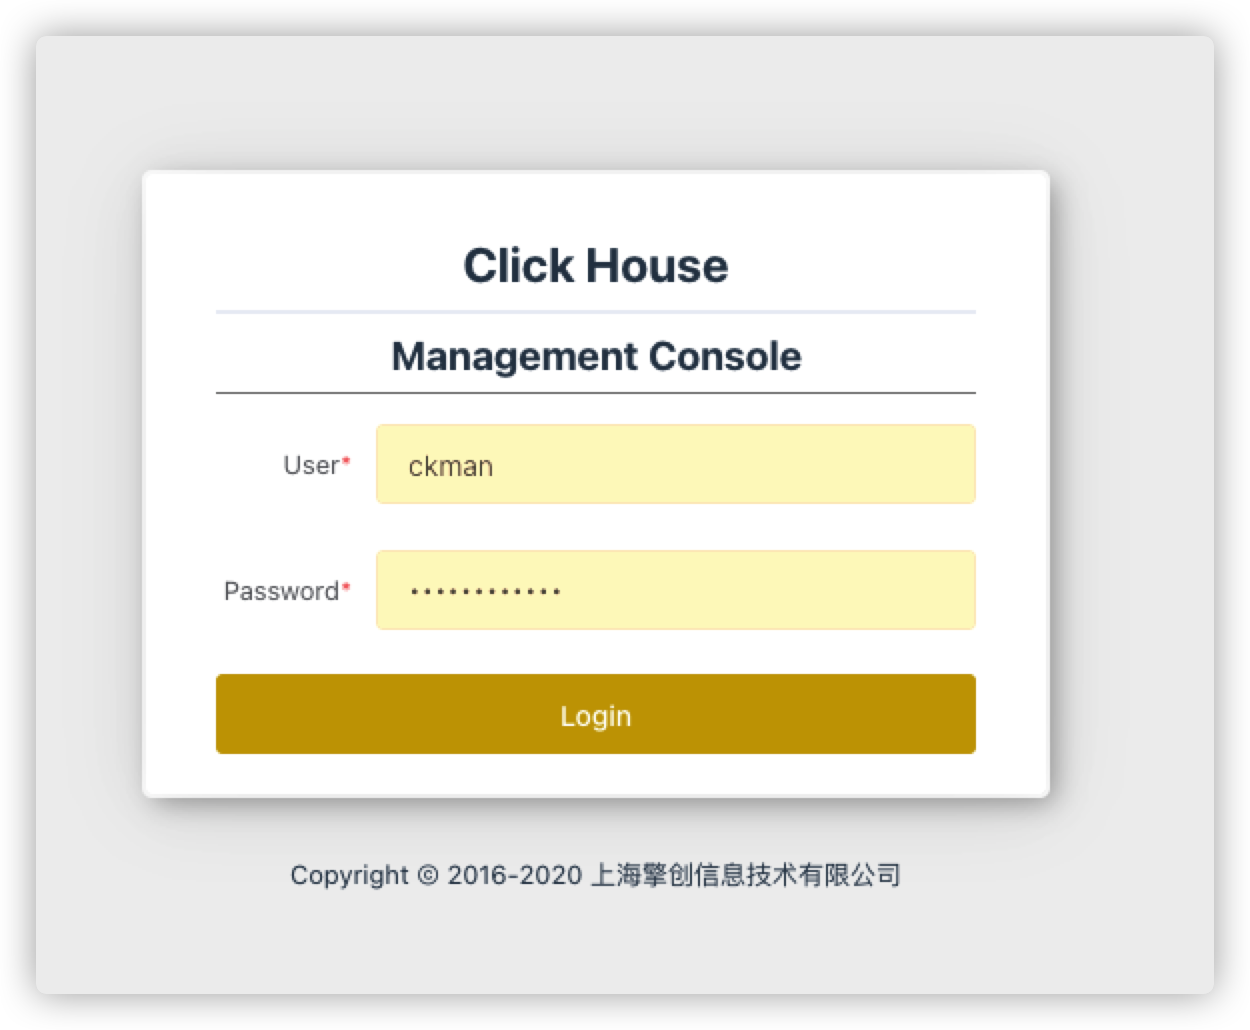 Click House
Management Console
User*
ckman
Password*
••••••••••••
Login
Copyright © 2016-2020 上海擎创信息技术有限公司